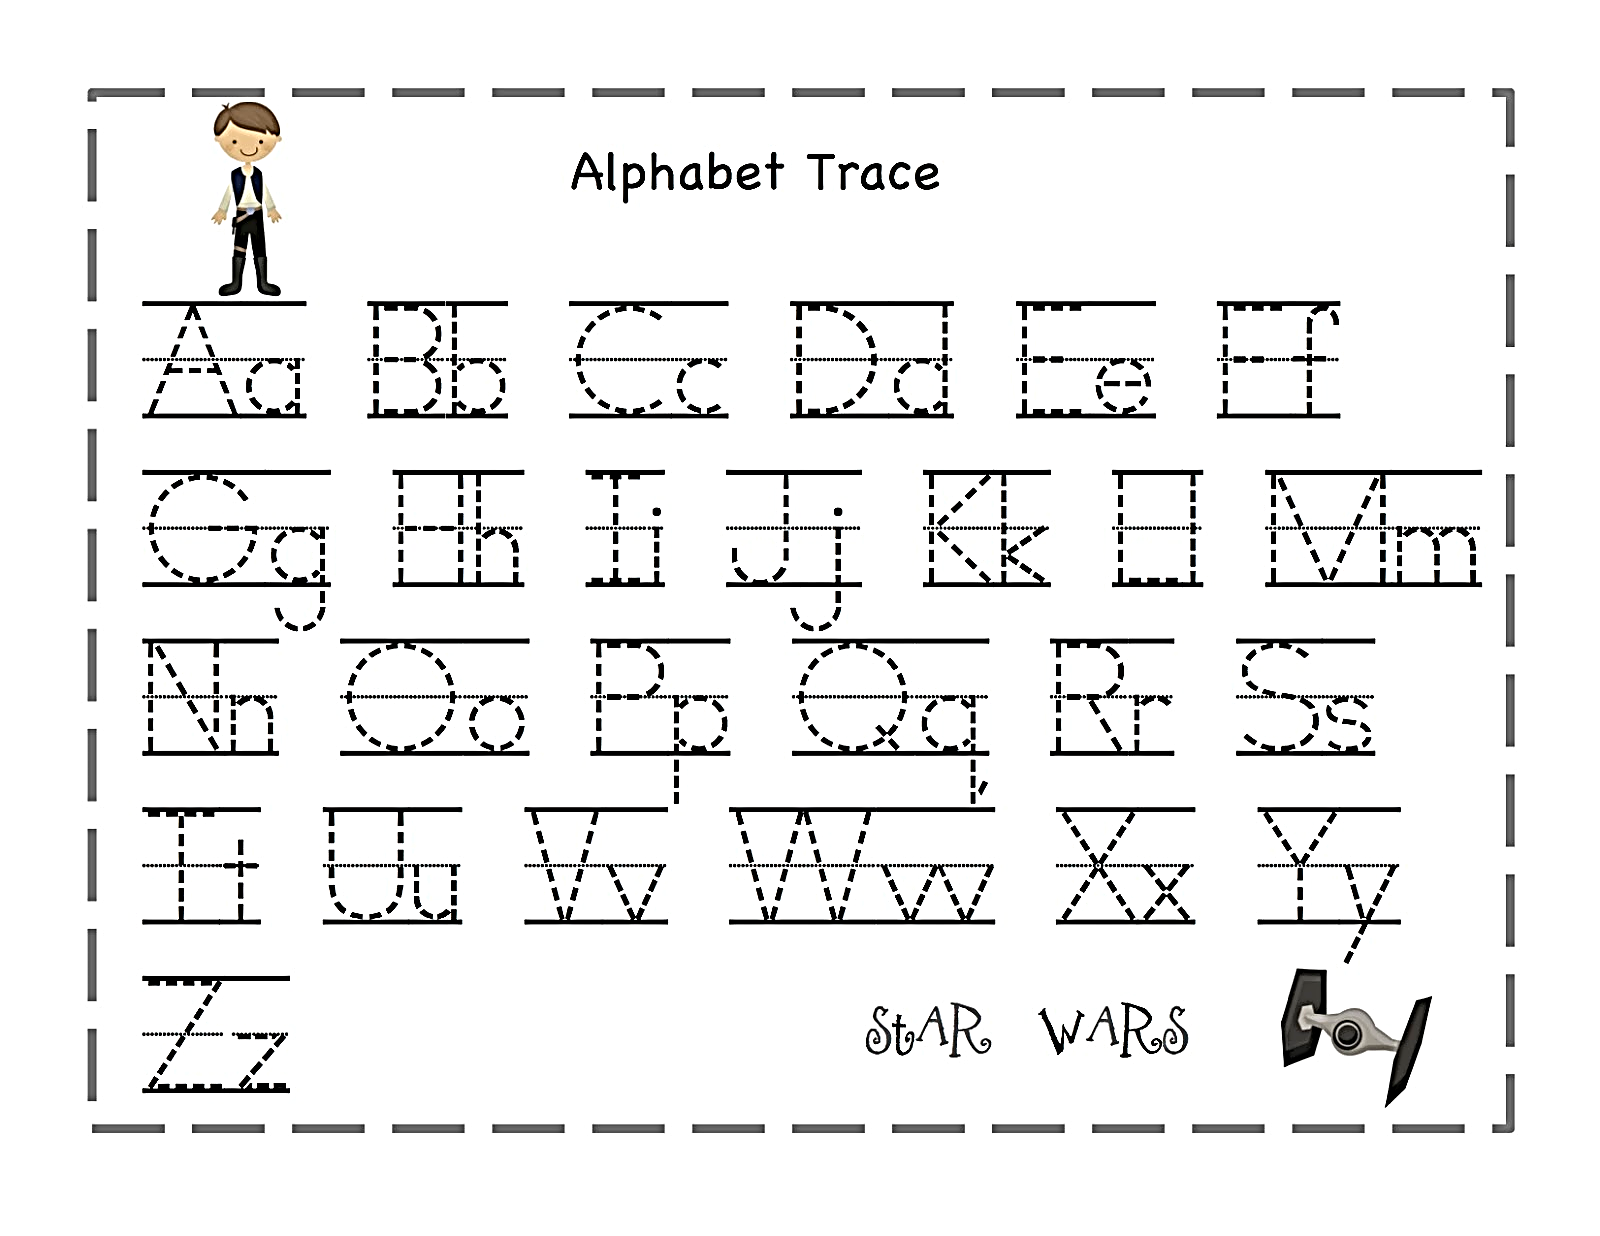 Alphabet Trace
Aa Bb Cc Dd Ee Ff
Gg Hh Ii Jj Kk Ll Mm
Nn Oo Pp Qq Rr Ss
Tt Uu Vv Ww Xx Yy
Zz
StAR WARS